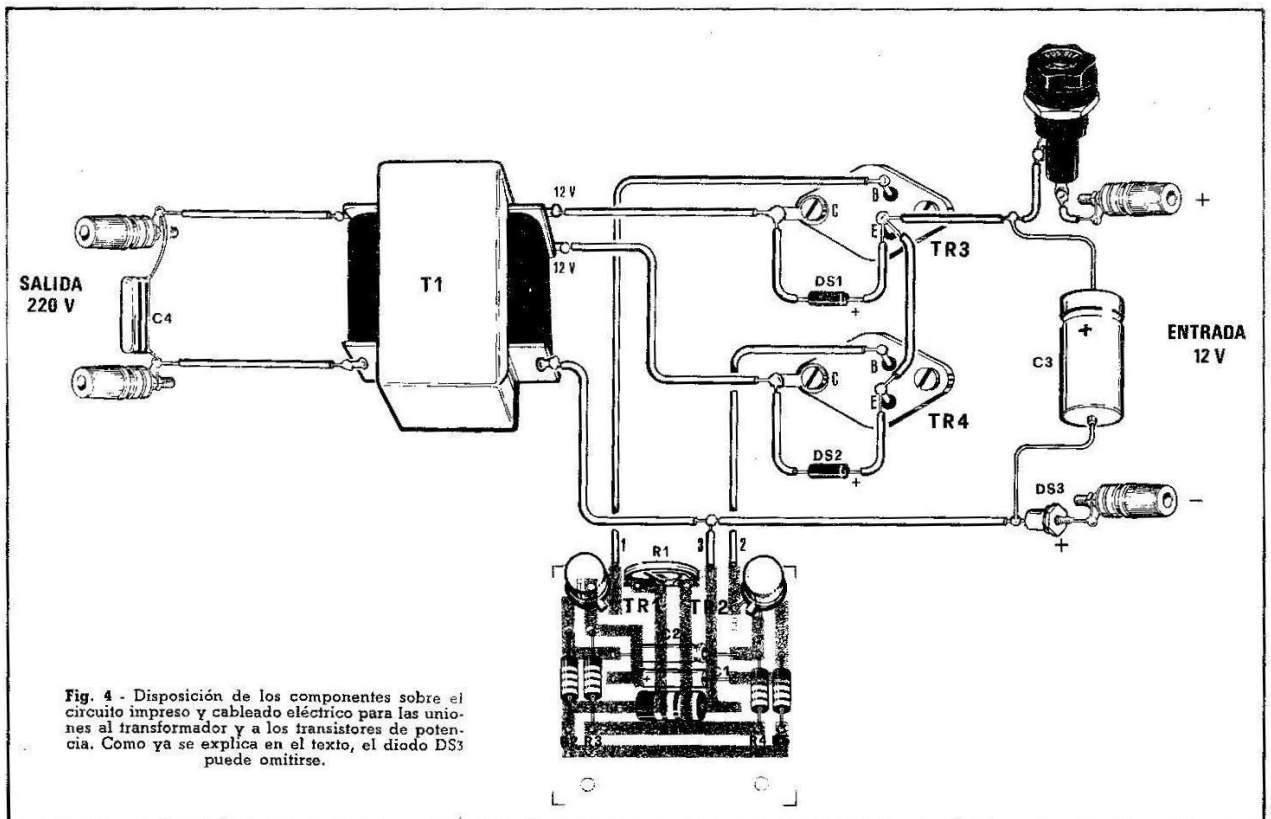 SALIDA
220 V
C4
T1
12 V
12 V
B
C
E
TR3
DS1
+
B
C
E
TR4
DS2
+
+
C3
+
ENTRADA
12 V
DS3
+
-
1
3
2
R1
TR1
TR2
C2
+
C1
R3
R4
Fig. 4 - Disposición de los componentes sobre el
circuito impreso y cableado eléctrico para las unio-
nes al transformador y a los transistores de poten-
cia. Como ya se explica en el texto, el diodo DS3
puede omitirse.